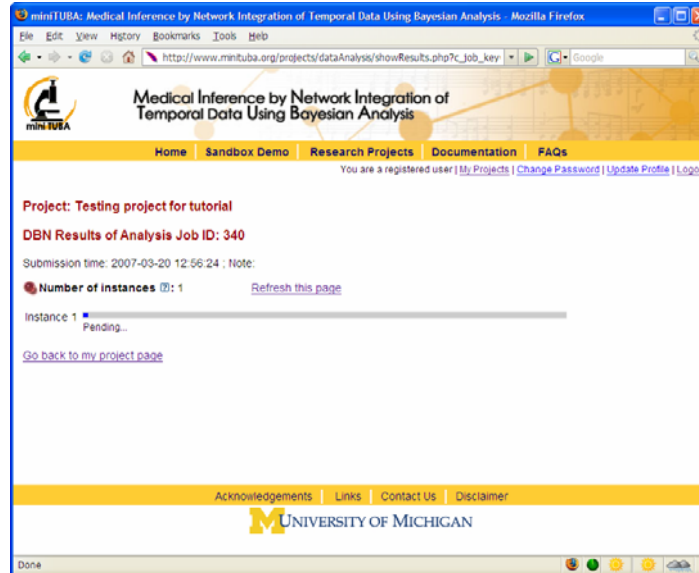 miniTUBA: Medical Inference by Network Integration of Temporal Data Using Bayesian Analysis - Mozilla Firefox
File Edit View History Bookmarks Tools Help
http://www.minituba.org/projects/dataAnalysis/showResults.php?c_job_key
Google
mini TUBA
Medical Inference by Network Integration of
Temporal Data Using Bayesian Analysis
Home Sandbox Demo Research Projects Documentation FAQs
You are a registered user | My Projects | Change Password | Update Profile | Logo
Project: Testing project for tutorial
DBN Results of Analysis Job ID: 340
Submission time: 2007-03-20 12:56:24 ; Note:
Number of instances [?]: 1 Refresh this page
Instance 1
Pending...
Go back to my project page
Acknowledgements | Links | Contact Us | Disclaimer
M UNIVERSITY OF MICHIGAN
Done